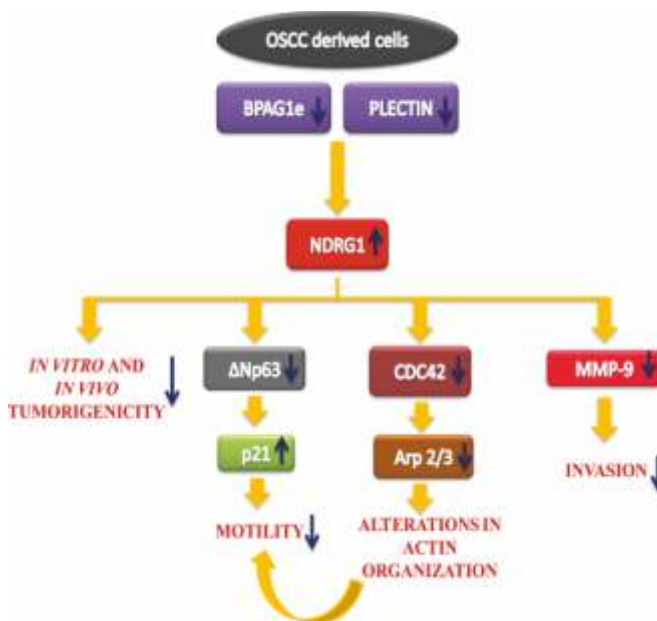 OSCC derived cells
BPAG1e
PLECTIN
NDRG1
IN VITRO AND
IN VIVO
TUMORIGENICITY
ΔNp63
CDC42
MMP-9
p21
Arp 2/3
INVASION
MOTILITY
ALTERATIONS IN
ACTIN
ORGANIZATION